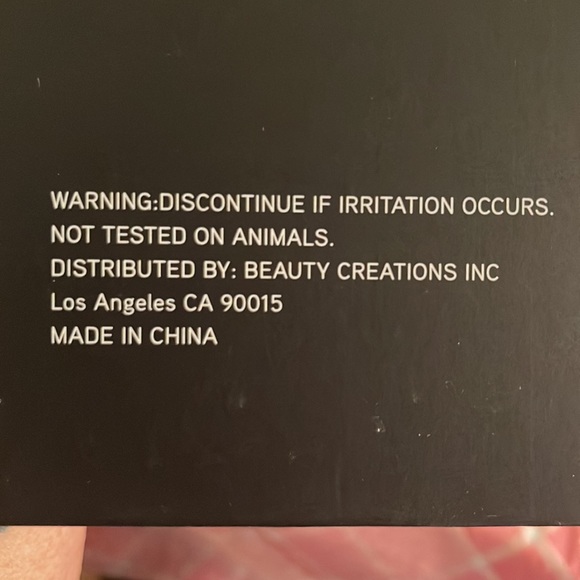 WARNING:DISCONTINUE IF IRRITATION OCCURS.
NOT TESTED ON ANIMALS.
DISTRIBUTED BY: BEAUTY CREATIONS INC
Los Angeles CA 90015
MADE IN CHINA